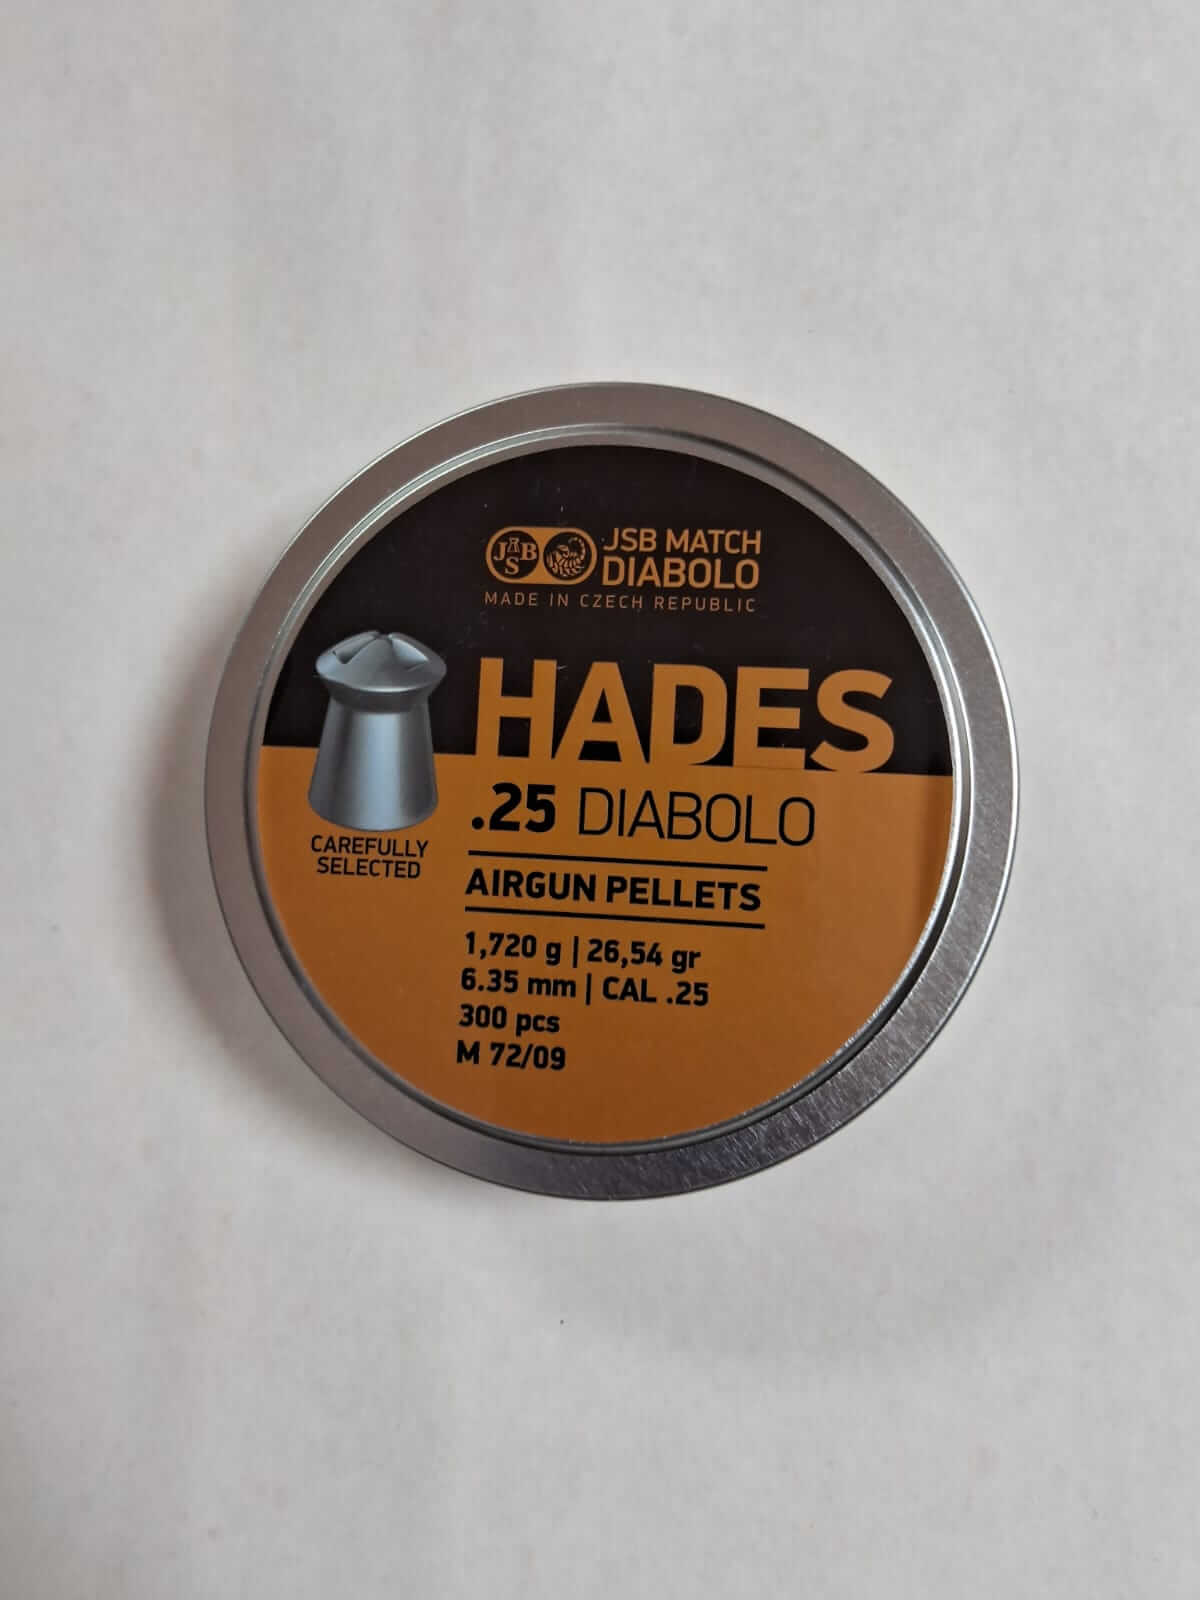 JSB
JSB MATCH
DIABOLO
MADE IN CZECH REPUBLIC
HADES
.25 DIABOLO
CAREFULLY
SELECTED
AIRGUN PELLETS
1,720 g | 26,54 gr
6.35 mm | CAL .25
300 pcs
M 72/09